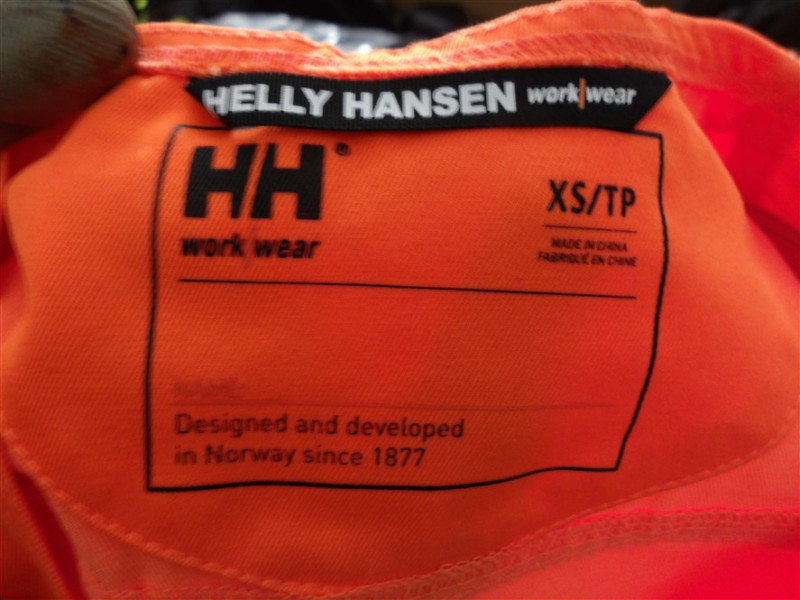 HELLY HANSEN work|wear
HH®
work/wear
XS/TP
MADE IN CHINA
FABRIQUÉ EN CHINE
NAME:
Designed and developed
in Norway since 1877